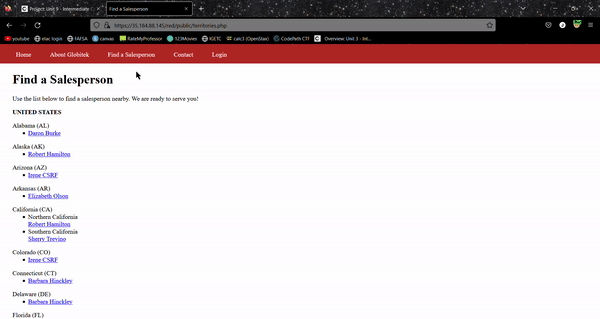 Project: Unit 9 - Intermediate C
Find a Salesperson
https://35.184.88.145/red/public/territories.php
youtube elac login FAFSA canvas RateMyProfessor 123Movies IGETC calc3 (OpenStax) CodePath CTF Overview: Unit 3 - Int...
Home About Globitek Find a Salesperson Contact Login
Find a Salesperson
Use the list below to find a salesperson nearby. We are ready to serve you!
UNITED STATES
Alabama (AL)
Daron Burke
Alaska (AK)
Robert Hamilton
Arizona (AZ)
Irene CSRF
Arkansas (AR)
Elizabeth Olson
California (CA)
Northern California
Robert Hamilton
Southern California
Sherry Trevino
Colorado (CO)
Irene CSRF
Connecticut (CT)
Barbara Hinckley
Delaware (DE)
Barbara Hinckley
Florida (FL)